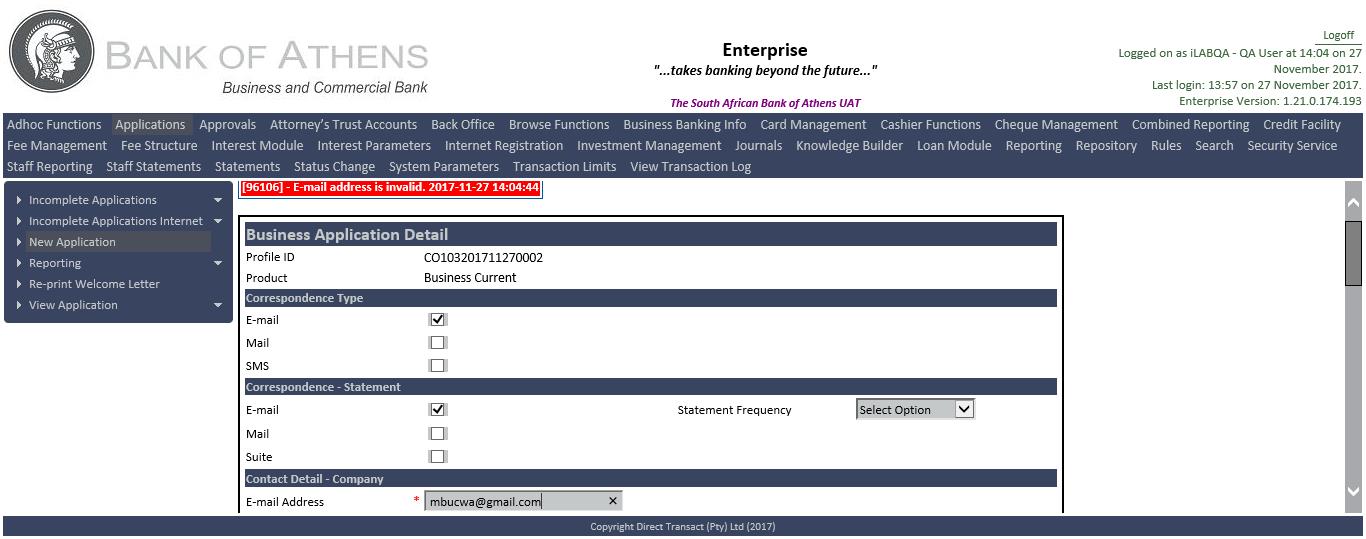 BANK OF ATHENS
Business and Commercial Bank
Enterprise
"...takes banking beyond the future..."
The South African Bank of Athens UAT
Logoff
Logged on as iLABQA - QA User at 14:04 on 27
November 2017.
Last login: 13:57 on 27 November 2017.
Enterprise Version: 1.21.0.174.193
Adhoc Functions Applications Approvals Attorney's Trust Accounts Back Office Browse Functions Business Banking Info Card Management Cashier Functions Cheque Management Combined Reporting Credit Facility
Fee Management Fee Structure Interest Module Interest Parameters Internet Registration Investment Management Journals Knowledge Builder Loan Module Reporting Repository Rules Search Security Service
Staff Reporting Staff Statements Statements Status Change System Parameters Transaction Limits View Transaction Log
Incomplete Applications
Incomplete Applications Internet
New Application
Reporting
Re-print Welcome Letter
View Application
[96106] - E-mail address is invalid. 2017-11-27 14:04:44
Business Application Detail
Profile ID CO103201711270002
Product Business Current
Correspondence Type
E-mail
Mail
SMS
Correspondence - Statement
E-mail Statement Frequency Select Option
Mail
Suite
Contact Detail - Company
E-mail Address * mbucwa@gmail.com
Copyright Direct Transact (Pty) Ltd (2017)